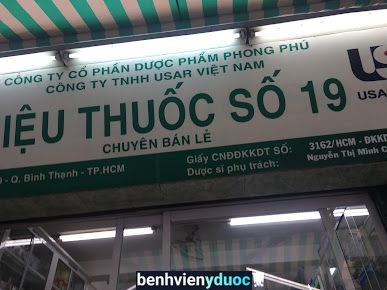 CÔNG TY CỔ PHẦN DƯỢC PHẨM PHONG PHÚ
CÔNG TY TNHH USAR VIỆT NAM
IỆU THUỐC SỐ 19
USA
CHUYÊN BÁN LẺ
9 - Q. Bình Thạnh - TP.HCM
Giấy CNĐĐKKDT SỐ: 3162/HCM - ĐKKD
Dược sĩ phụ trách: Nguyễn Thị Minh C
benhvienyduoc